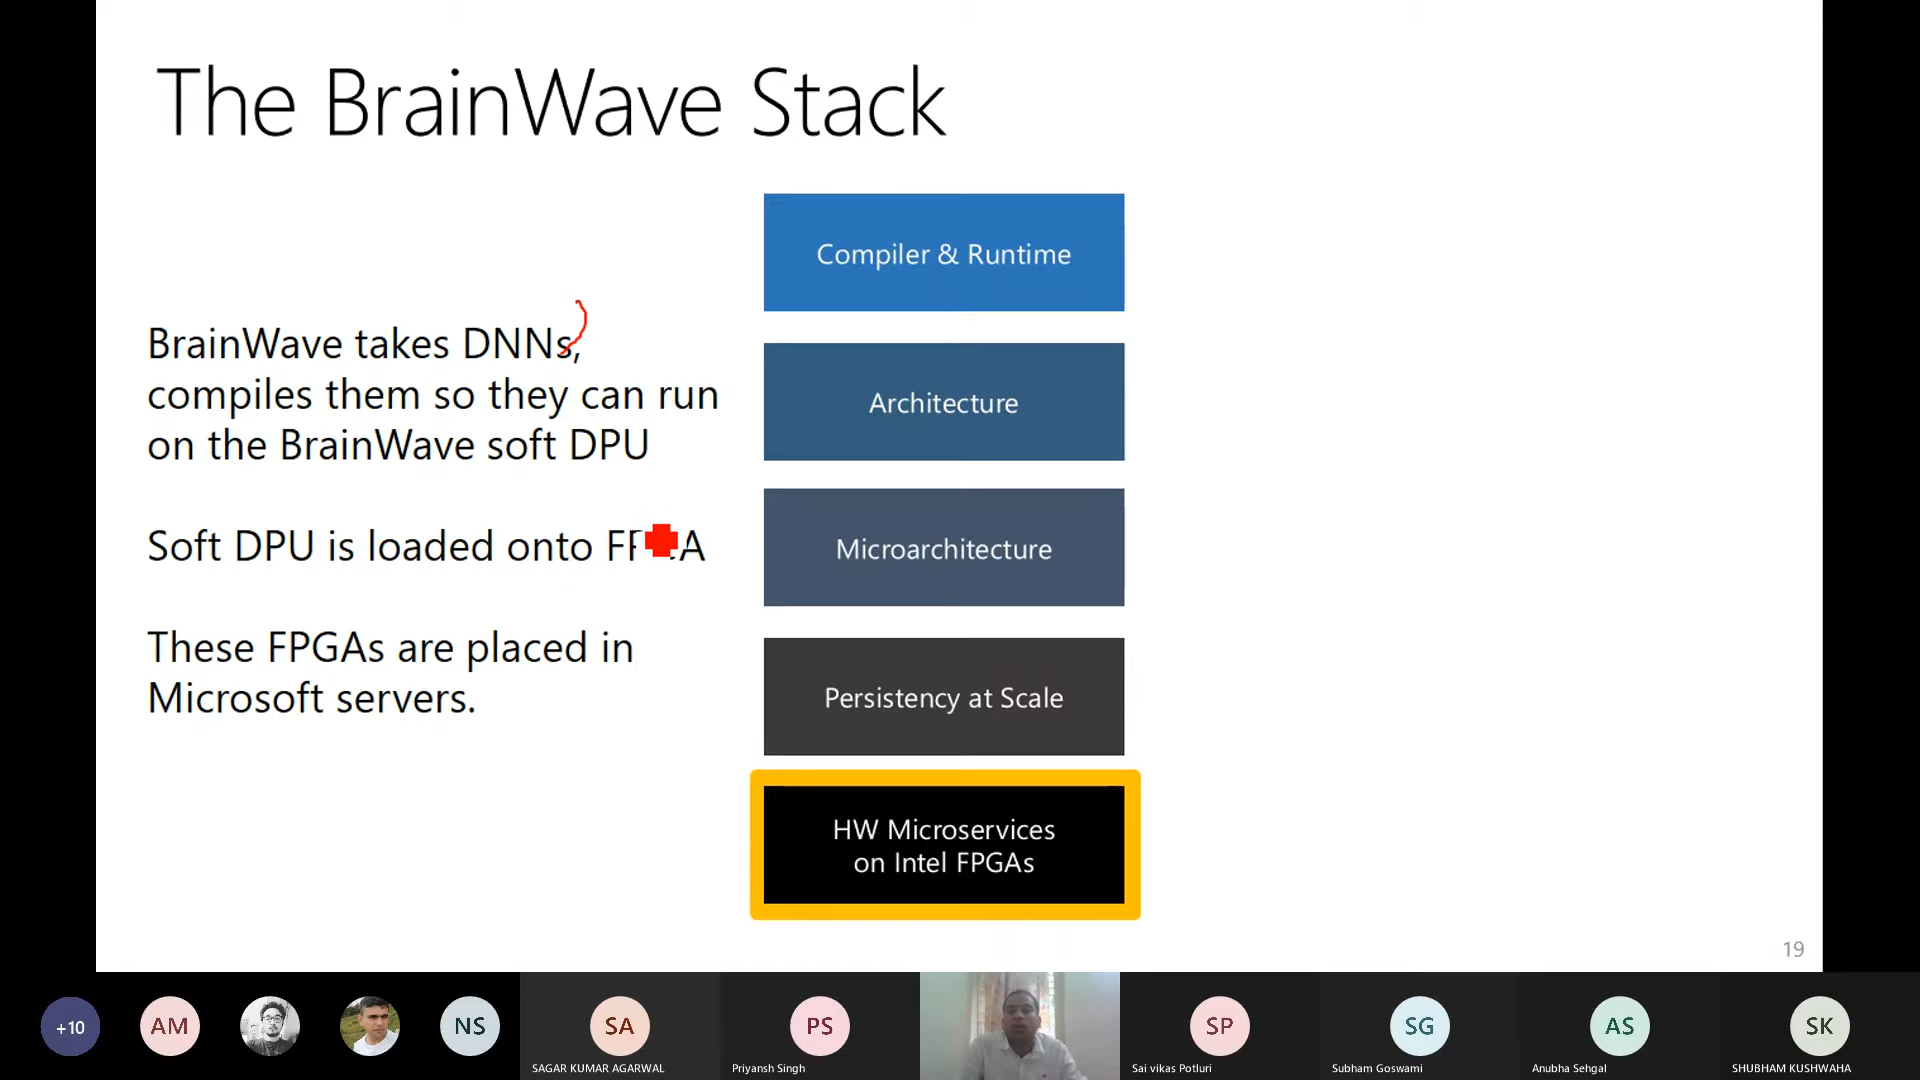 The BrainWave Stack
BrainWave takes DNNs,
compiles them so they can run
on the BrainWave soft DPU
Soft DPU is loaded onto
These FPGAs are placed in
Microsoft servers.
Compiler & Runtime
Architecture
Microarchitecture
Persistency at Scale
HW Microservices
on Intel FPGAs
19
+10
AM
NS
SA
SAGAR KUMAR AGARWAL
PS
Priyansh Singh
SP
Sai vikas Potluri
SG
Subham Goswami
AS
Anubha Sehgal
SK
SHUBHAM KUSHWAHA